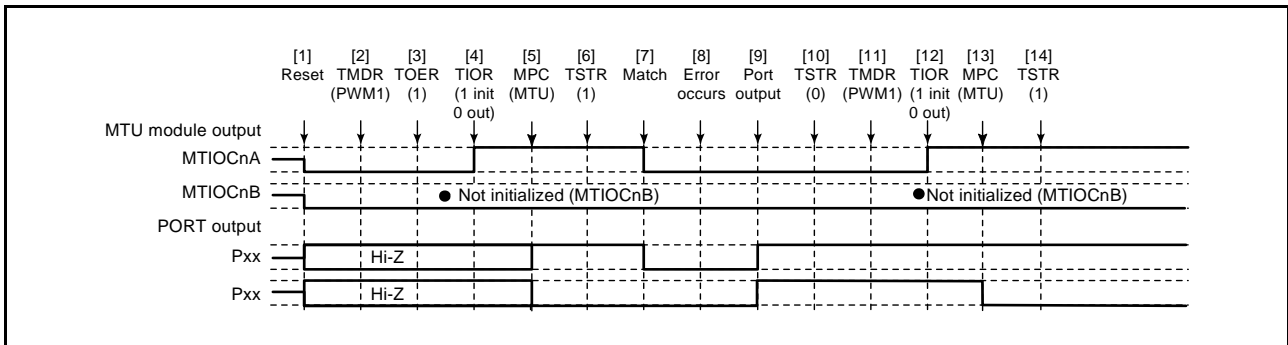 [1] [2] [3] [4] [5] [6] [7] [8] [9] [10] [11] [12] [13] [14]
Reset TMDR TOER TIOR MPC TSTR Match Error Port TSTR TMDR TIOR MPC TSTR
(PWM1) (1) (1 init (MTU) (1) occurs output (0) (PWM1) (1 init (MTU) (1)
0 out) 0 out)
MTU module output
MTIOCnA
MTIOCnB ● Not initialized (MTIOCnB) ●Not initialized (MTIOCnB)
PORT output
Pxx Hi-Z
Pxx Hi-Z